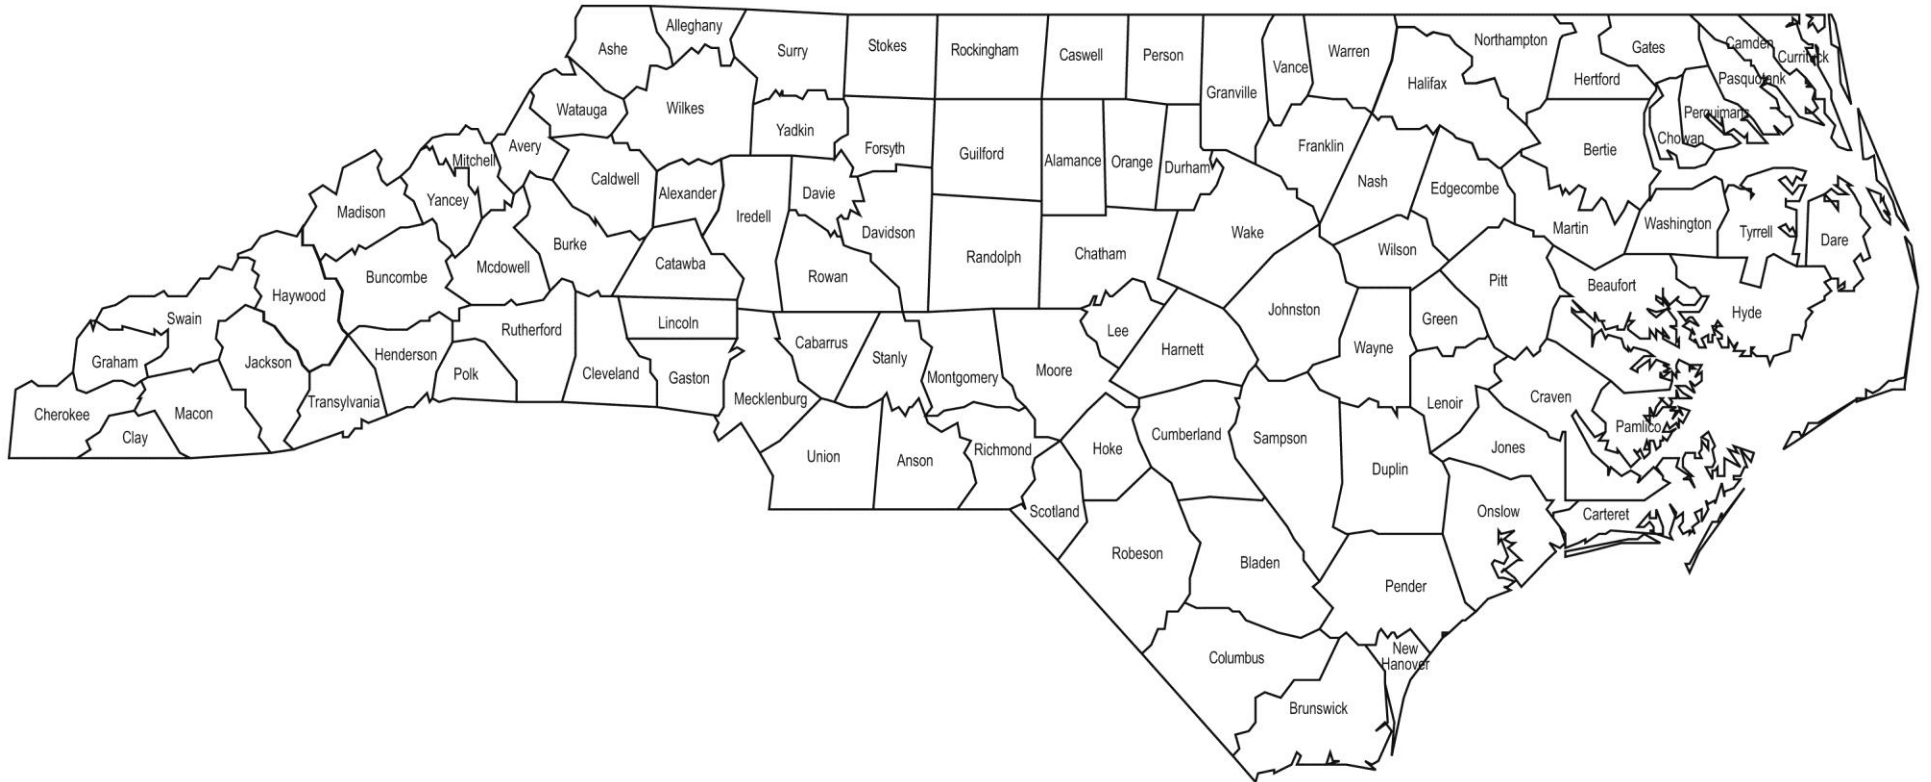 Alleghany
Ashe
Surry
Stokes
Rockingham
Caswell
Person
Vance
Warren
Northampton
Gates
Camden
Currituck
Granville
Halifax
Hertford
Pasquotank
Watauga
Wilkes
Yadkin
Perquimans
Chowan
Mitchell
Avery
Forsyth
Guilford
Alamance
Orange
Durham
Franklin
Bertie
Caldwell
Alexander
Davie
Nash
Edgecombe
Yancey
Madison
Iredell
Davidson
Wake
Martin
Washington
Tyrrell
Dare
Burke
Wilson
Buncombe
Mcdowell
Catawba
Rowan
Randolph
Chatham
Haywood
Johnston
Pitt
Beaufort
Hyde
Swain
Rutherford
Lincoln
Lee
Green
Graham
Jackson
Henderson
Polk
Cleveland
Gaston
Cabarrus
Stanly
Montgomery
Moore
Harnett
Wayne
Cherokee
Clay
Macon
Transylvania
Mecklenburg
Lenoir
Craven
Pamlico
Union
Anson
Richmond
Hoke
Cumberland
Sampson
Duplin
Jones
Scotland
Onslow
Carteret
Robeson
Bladen
Pender
Columbus
New
Hanover
Brunswick